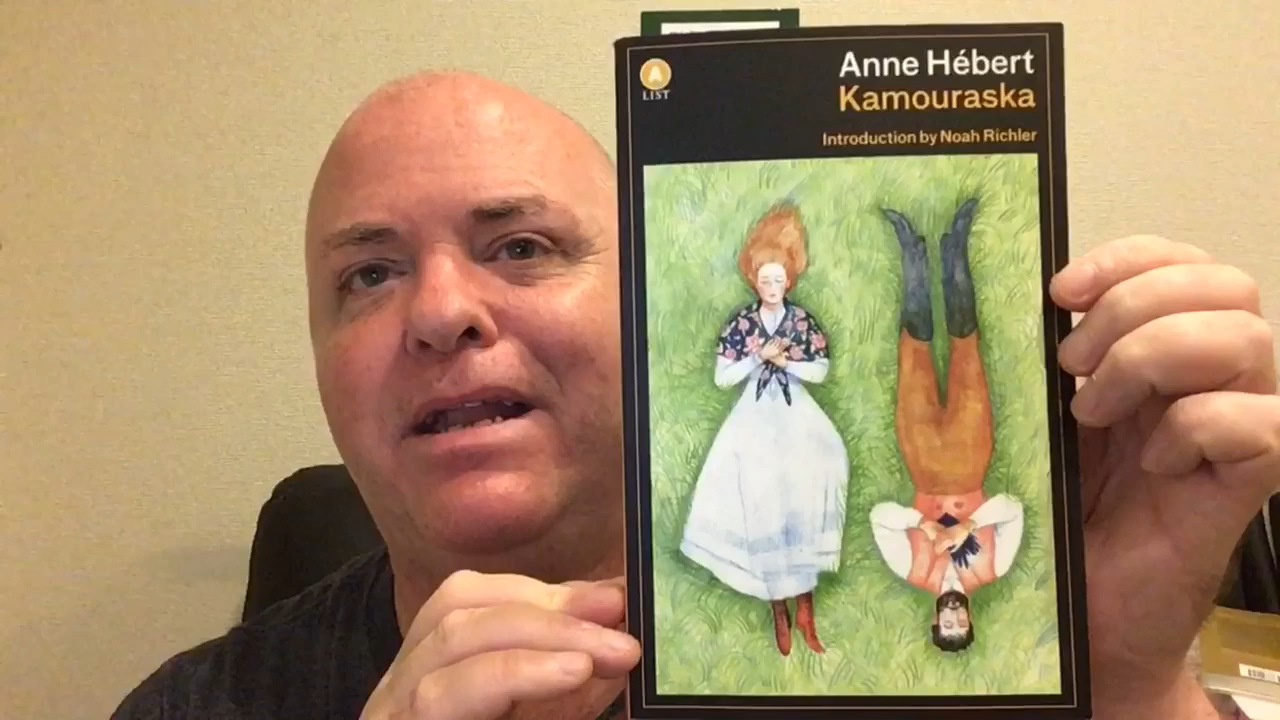 A
LIST
Anne Hébert
Kamouraska
Introduction by Noah Richler